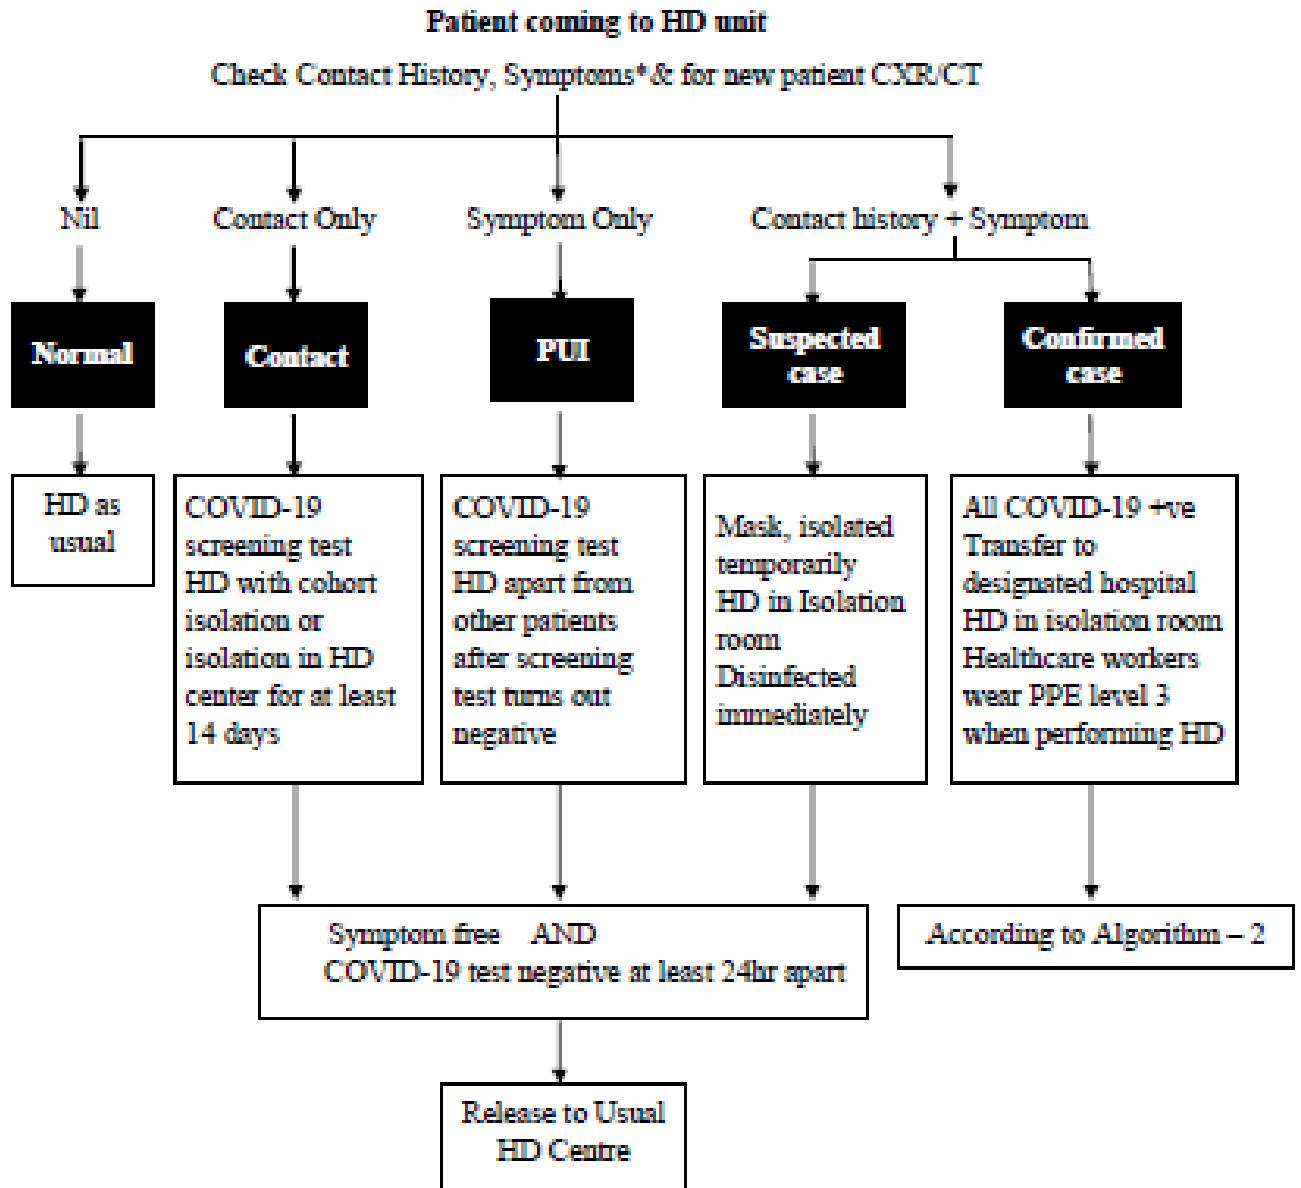 Patient coming to HD unit
Check Contact History, Symptoms*& for new patient CXR/CT
Nil
Contact Only
Symptom Only
Contact history + Symptom
Normal
Contact
PUI
Suspected
case
Confirmed
case
HD as
usual
COVID-19
screening test
HD with cohort
isolation or
isolation in HD
center for at least
14 days
COVID-19
screening test
HD apart from
other patients
after screening
test turns out
negative
Mask, isolated
temporarily
HD in Isolation
room
Disinfected
immediately
All COVID-19 +ve
Transfer to
designated hospital
HD in isolation room
Healthcare workers
wear PPE level 3
when performing HD
Symptom free AND
COVID-19 test negative at least 24hr apart
According to Algorithm – 2
Release to Usual
HD Centre